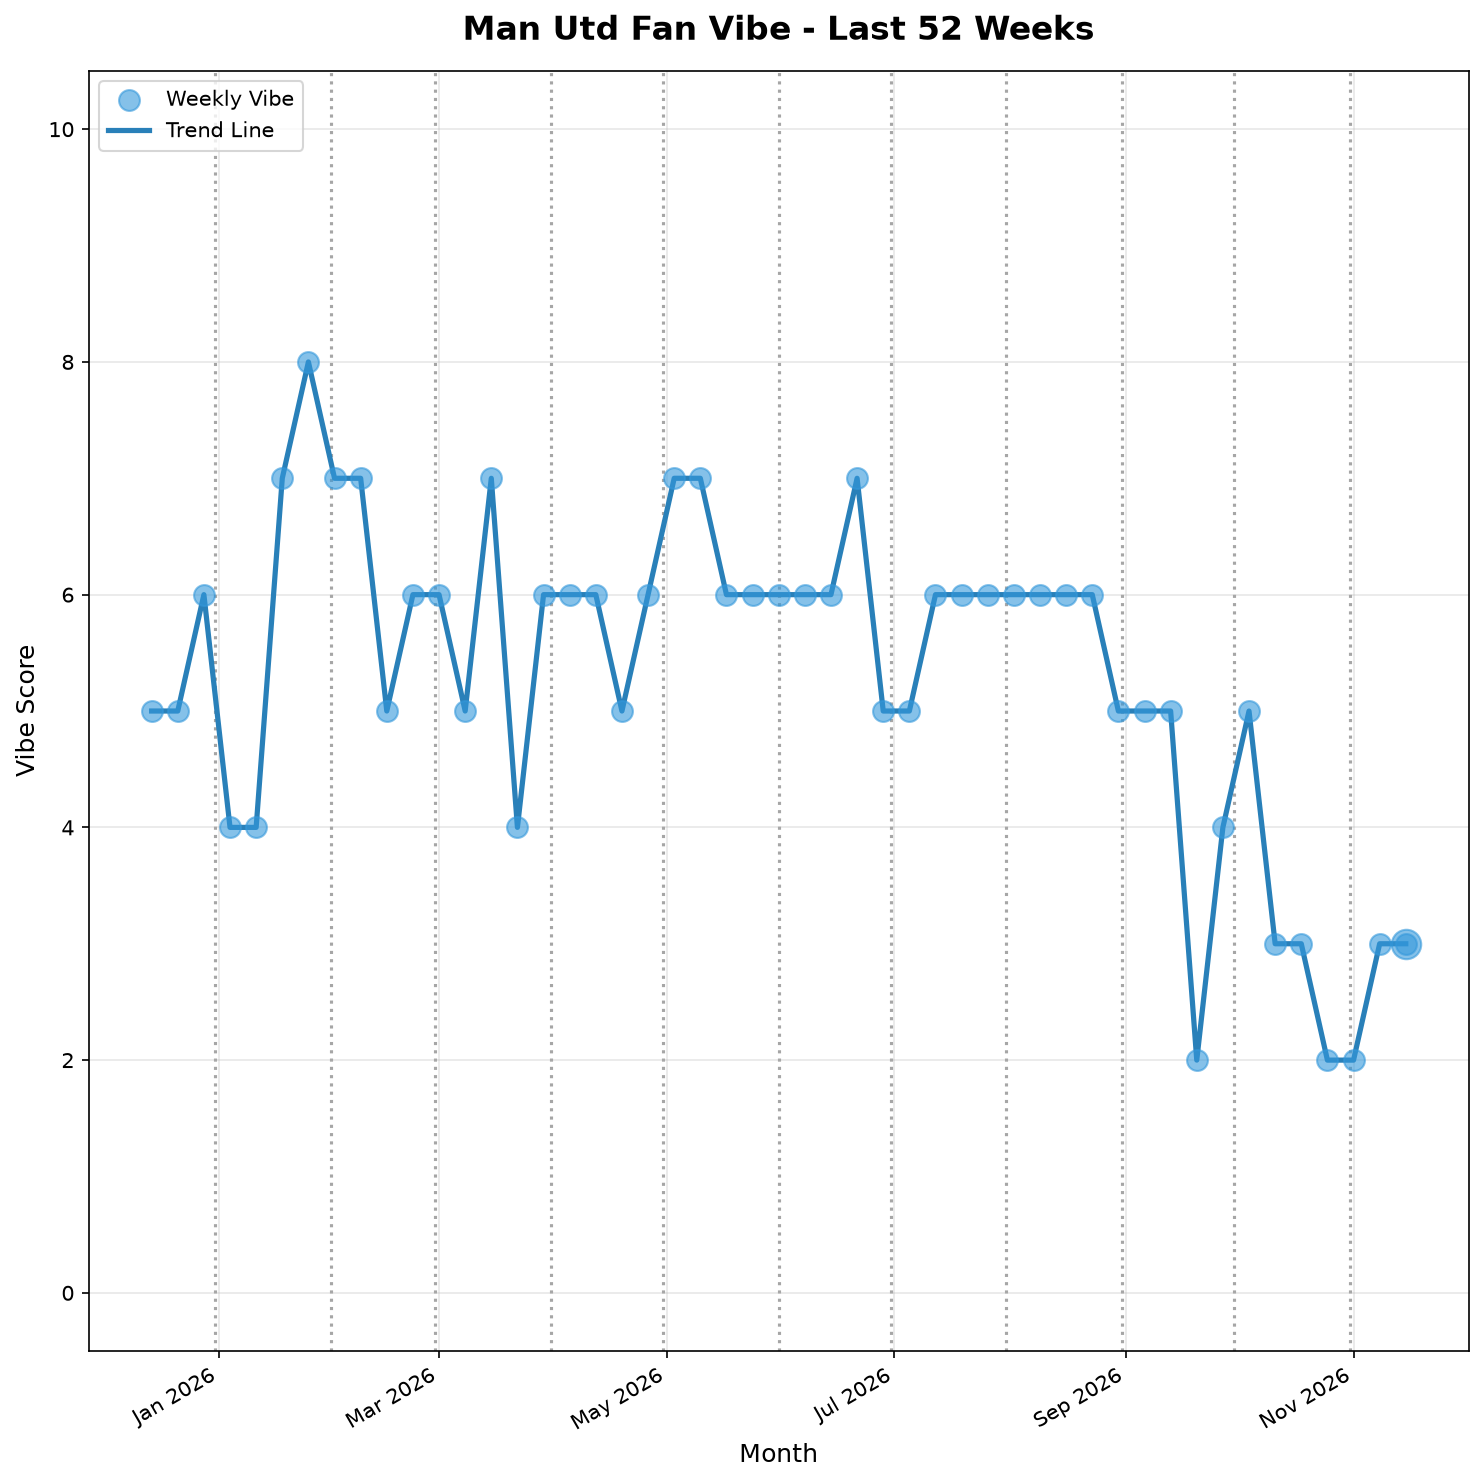 Man Utd Fan Vibe - Last 52 Weeks
Weekly Vibe
Trend Line
10
8
6
4
2
0
Vibe Score
Jan 2026
Mar 2026
May 2026
Jul 2026
Sep 2026
Nov 2026
Month